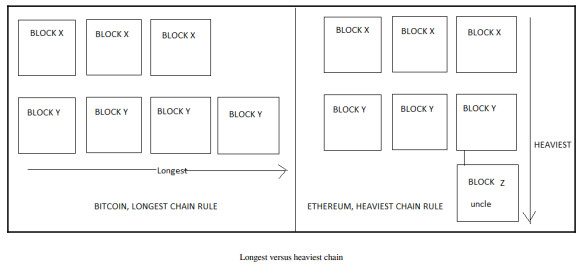 BLOCK X
BLOCK X
BLOCK X
BLOCK Y
BLOCK Y
BLOCK Y
BLOCK Y
Longest
BITCOIN, LONGEST CHAIN RULE
BLOCK X
BLOCK X
BLOCK X
BLOCK Y
BLOCK Y
BLOCK Y
HEAVIEST
BLOCK Z
uncle
ETHEREUM, HEAVIEST CHAIN RULE
Longest versus heaviest chain